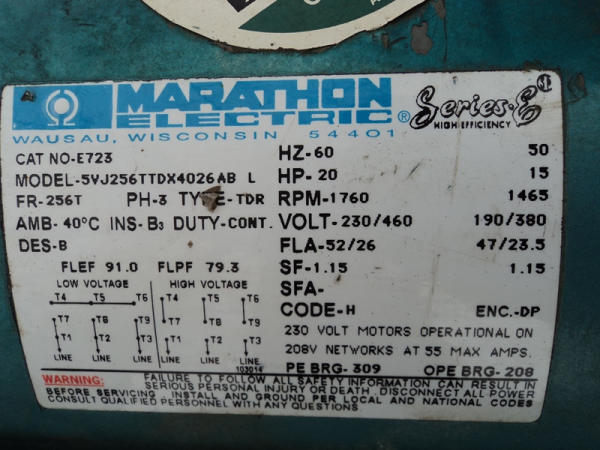 MARATHON
ELECTRIC® Series-E
HIGH EFFICIENCY
WAUSAU, WISCONSIN 54401
CAT NO-E723 HZ-60 50
MODEL-5VJ256TTDX4026AB L HP-20 15
FR-256T PH-3 TYPE-TDR RPM-1760 1465
AMB-40°C INS-B3 DUTY-CONT. VOLT-230/460 190/380
DES-B FLA-52/26 47/23.5
FLEF 91.0 FLPF 79.3 SF-1.15 1.15
LOW VOLTAGE HIGH VOLTAGE SFA-
T4 T5 T6 T4 T5 T6 CODE-H ENC.-DP
T7 T8 T9 T7 T8 T9 230 VOLT MOTORS OPERATIONAL ON
T1 T2 T3 T1 T2 T3 208V NETWORKS AT 55 MAX AMPS.
LINE LINE LINE LINE
103014 PE BRG-309 OPE BRG-208
WARNING: FAILURE TO FOLLOW ALL SAFETY INFORMATION CAN RESULT IN
SERIOUS PERSONAL INJURY OR DEATH. DISCONNECT ALL POWER
BEFORE SERVICING, INSTALL AND GROUND PER LOCAL AND NATIONAL CODES
CONSULT QUALIFIED PERSONNEL WITH ANY QUESTIONS.